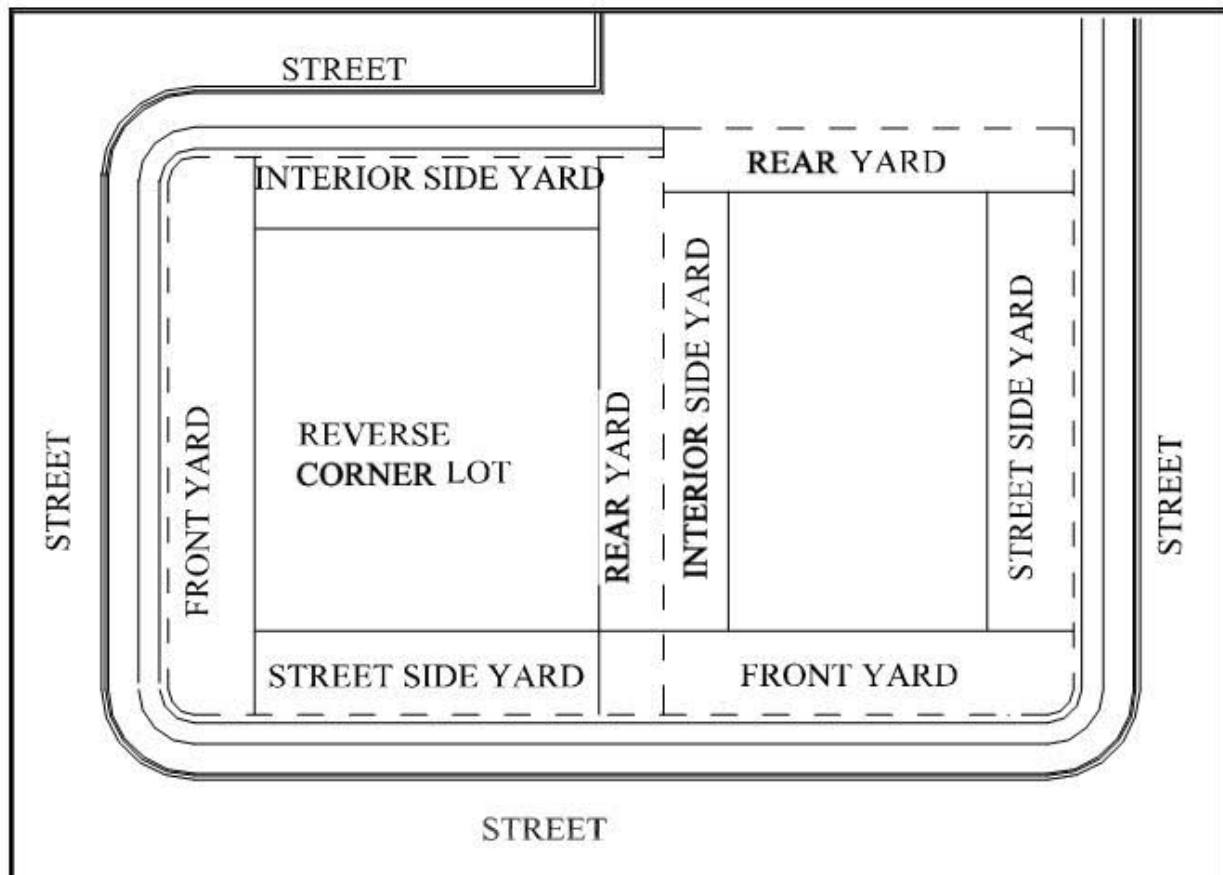 STREET
REAR YARD
INTERIOR SIDE YARD
STREET
FRONT YARD
REVERSE
CORNER LOT
REAR YARD
INTERIOR SIDE YARD
STREET SIDE YARD
STREET
STREET SIDE YARD
FRONT YARD
STREET